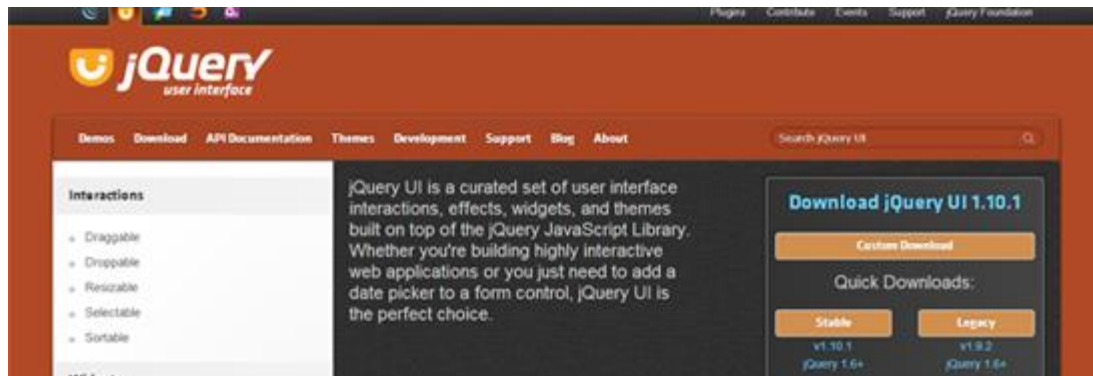 Plugins Contribute Events Support jQuery Foundation
jQuery
user interface
Demos Download API Documentation Themes Development Support Blog About
Search jQuery UI
Interactions
Draggable
Droppable
Resizable
Selectable
Sortable
jQuery UI is a curated set of user interface
interactions, effects, widgets, and themes
built on top of the jQuery JavaScript Library.
Whether you're building highly interactive
web applications or you just need to add a
date picker to a form control, jQuery UI is
the perfect choice.
Download jQuery UI 1.10.1
Custom Download
Quick Downloads:
Stable Legacy
v1.10.1 v1.9.2
jQuery 1.6+ jQuery 1.6+